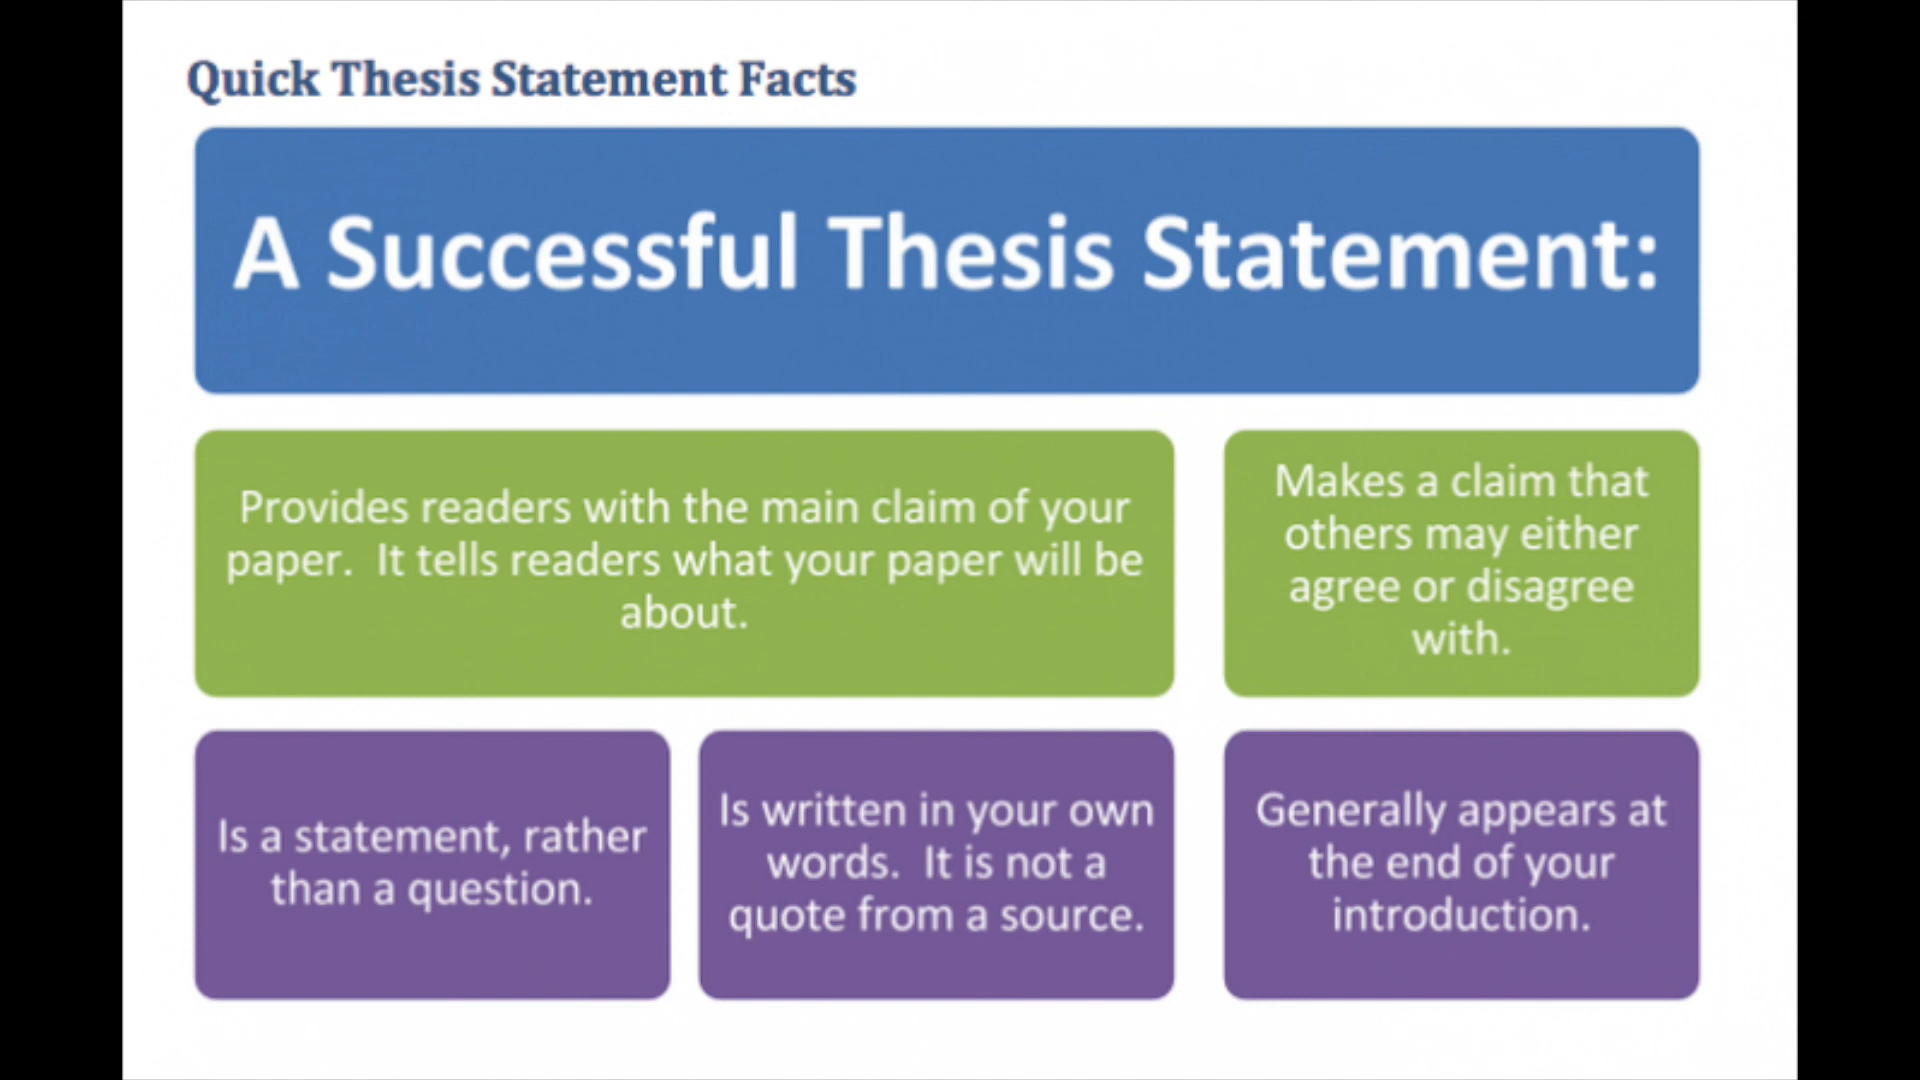 Quick Thesis Statement Facts
A Successful Thesis Statement:
Provides readers with the main claim of your
paper.  It tells readers what your paper will be
about.
Makes a claim that
others may either
agree or disagree
with.
Is a statement, rather
than a question.
Is written in your own
words.  It is not a
quote from a source.
Generally appears at
the end of your
introduction.